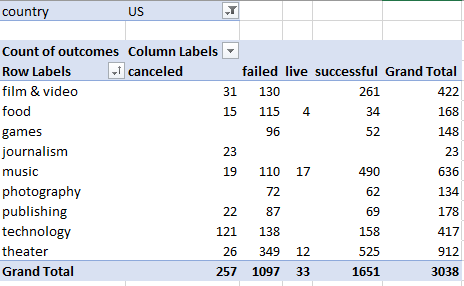 country US
Count of outcomes Column Labels
Row Labels canceled failed live successful Grand Total
film & video 31 130 261 422
food 15 115 4 34 168
games 96 52 148
journalism 23 23
music 19 110 17 490 636
photography 72 62 134
publishing 22 87 69 178
technology 121 138 158 417
theater 26 349 12 525 912
Grand Total 257 1097 33 1651 3038